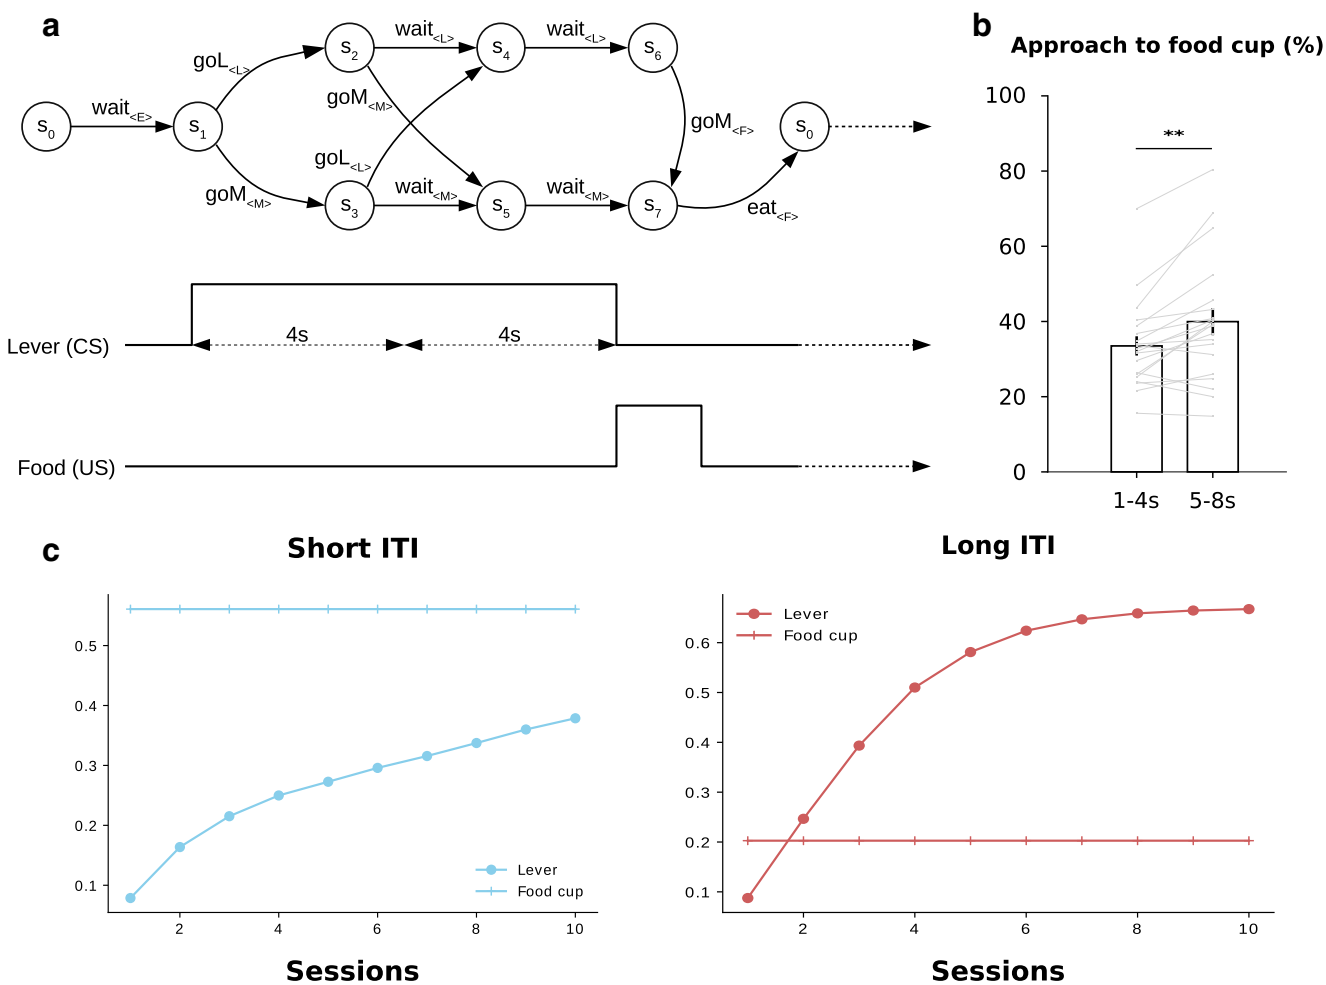 a
wait<E>
goL<L>
goM<M>
wait<L>
wait<L>
goM<M>
goL<L>
wait<M>
wait<M>
goM<F>
eat<F>
s0
s1
s2
s3
s4
s5
s6
s7
s0
Lever (CS)
4s
4s
Food (US)
b
Approach to food cup (%)
100
80
60
40
20
0
**
1-4s
5-8s
c
Short ITI
0.5
0.4
0.3
0.2
0.1
Lever
Food cup
2
4
6
8
10
Sessions
Long ITI
Lever
Food cup
0.6
0.5
0.4
0.3
0.2
0.1
2
4
6
8
10
Sessions